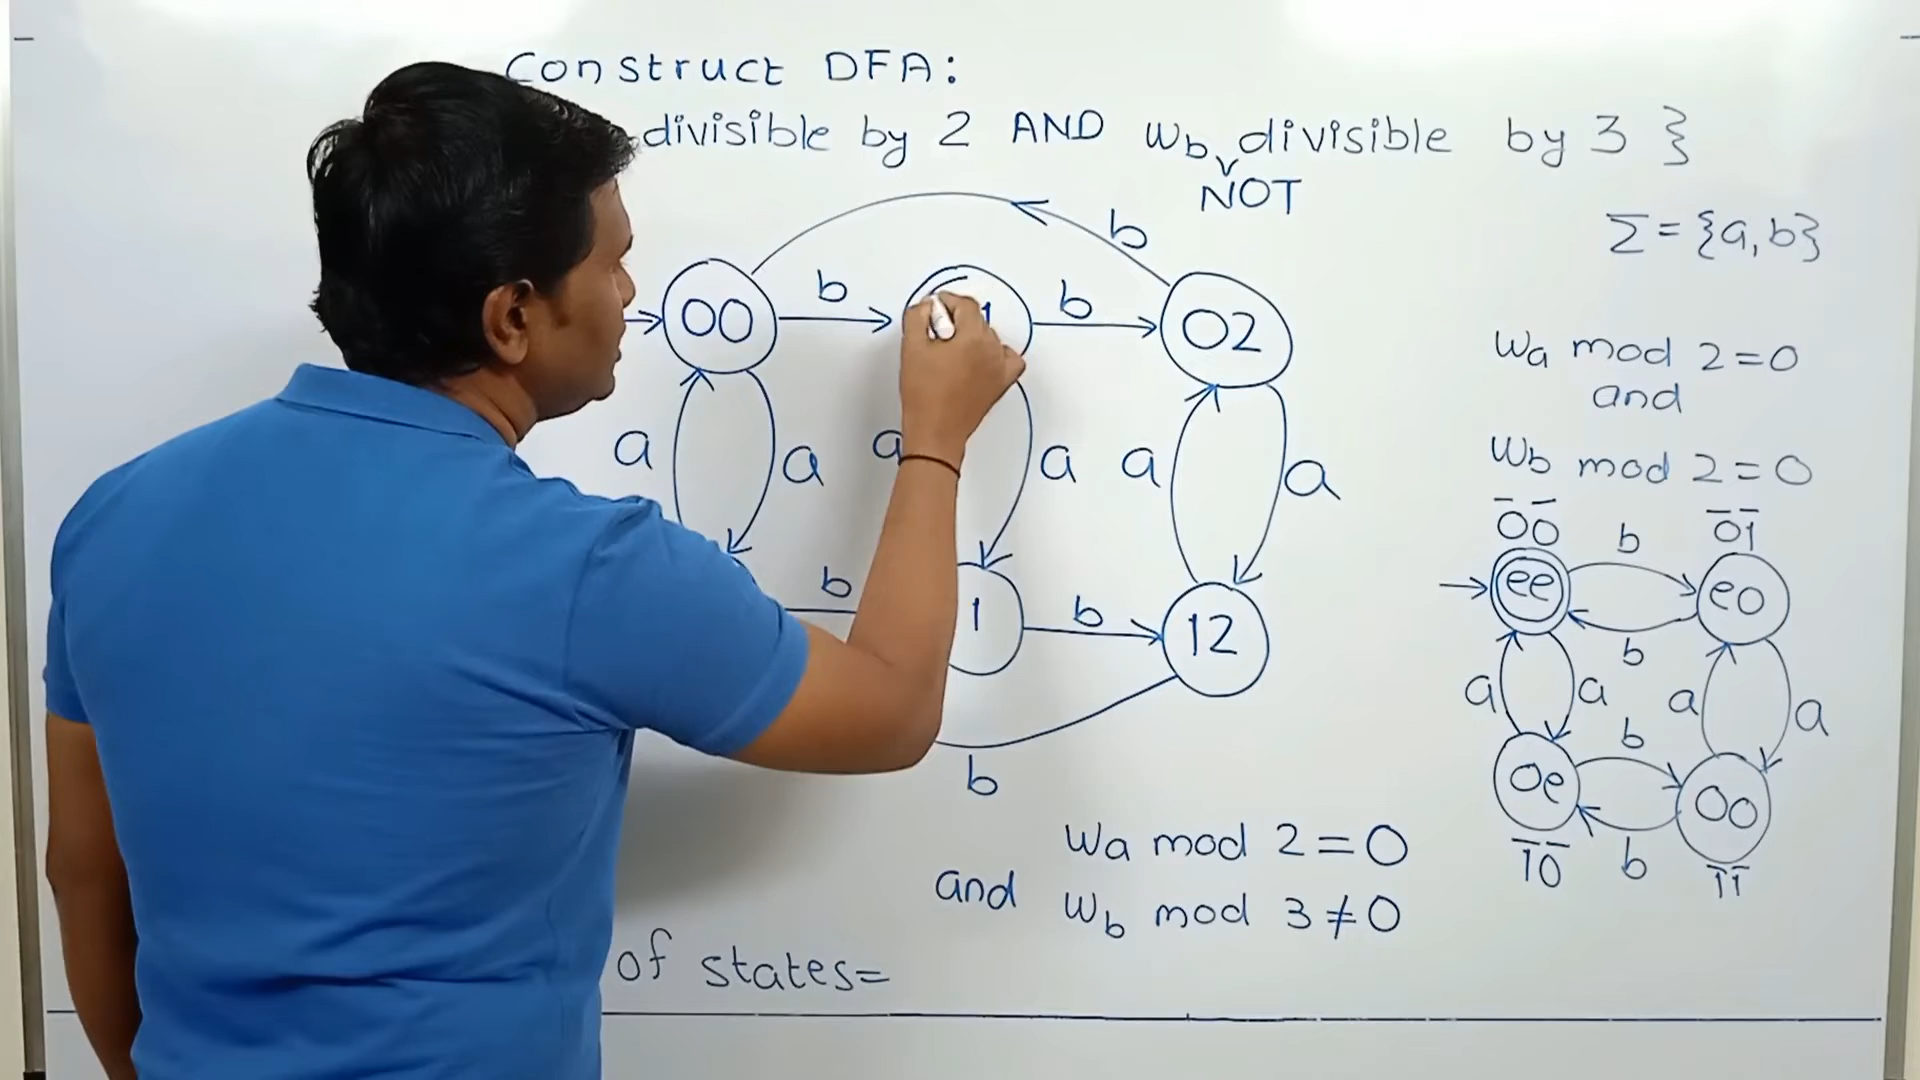 Construct DFA:
divisible by 2 AND wb divisible by 3 }
NOT
Σ = {a, b}
b
00 b b 02
a a a a a a
b 1 b 12
b
wa mod 2 = 0
and wb mod 3 ≠ 0
of states=
wa mod 2 = 0
and
wb mod 2 = 0
00 01
ee b eo
b
a a a a
oe b oo
b
10 11